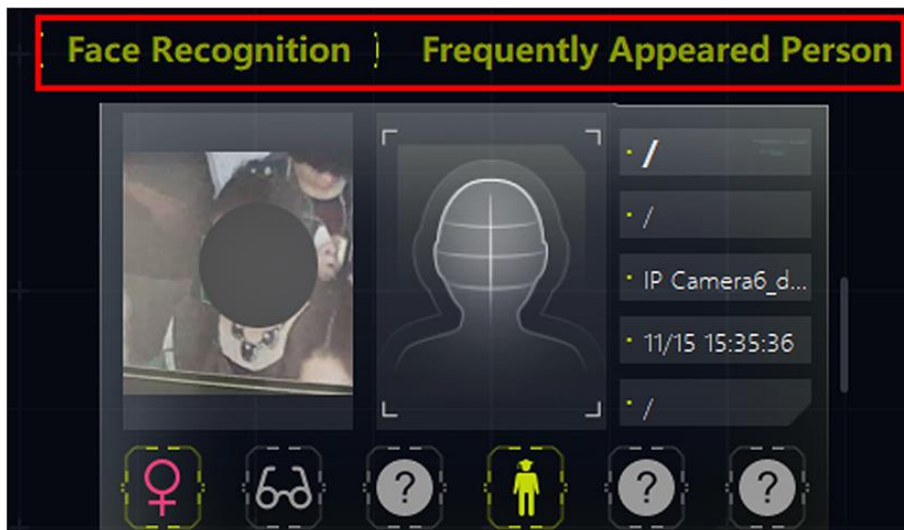 Face Recognition
Frequently Appeared Person
/
/
IP Camera6_d...
11/15 15:35:36
/
?
?
?